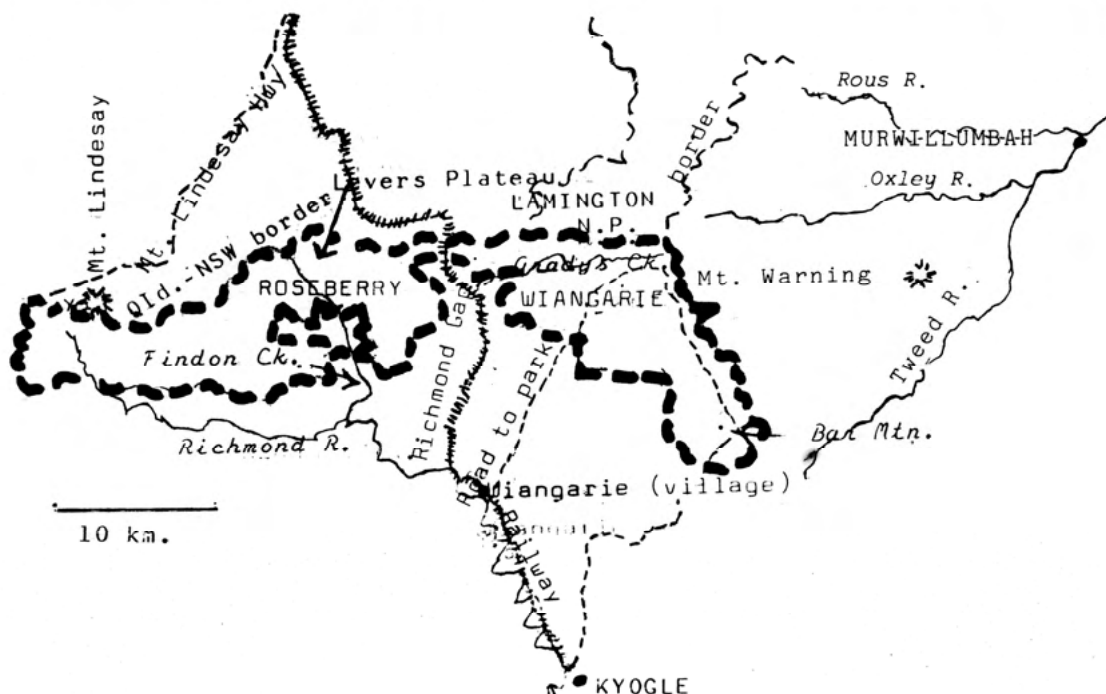 Rous R.
MURWILLUMBAH
Oxley R.
border
Mt. Lindesay
Mt. Lindesay Hwy
Levers Plateau
LAMINGTON
N.P.
Qld.-NSW border
Gradys Ck.
Mt. Warning
ROSEBERRY
WIANGARIE
Richmond Gap
Tweed R.
Findon Ck.
Road to park
Richmond R.
Bar Mtn.
Wiangarie (village)
Railway
10 km.
KYOGLE